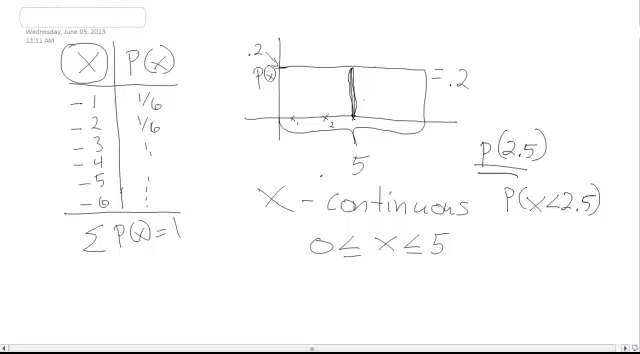 Wednesday, June 05, 2013
11:11 AM
X P(x)
- 1 1/6
- 2 1/6
- 3
- 4
- 5
- 6
Σ P(x) = 1
.2
P(x)
= .2
x1 x2
5
X - continuous
0 ≤ x ≤ 5
p(2.5)
P(x<2.5)